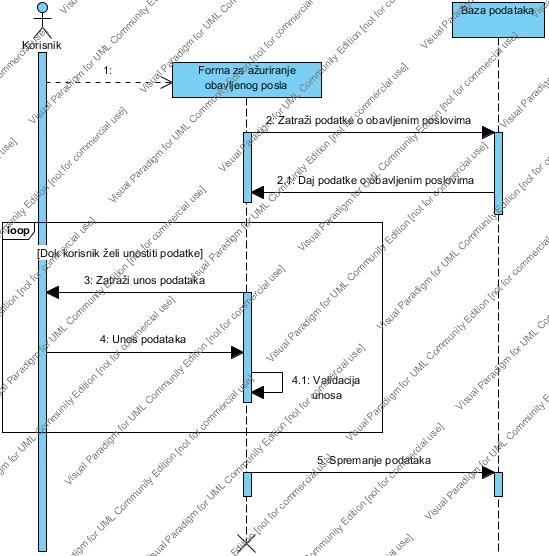 Baza podataka
Korisnik
1:
Forma za ažuriranje
obavljenog posla
2: Zatraži podatke o obavljenim poslovima
2.1: Daj podatke o obavljenim poslovima
loop
[Dok korisnik želi unostiti podatke]
3: Zatraži unos podataka
4: Unos podataka
4.1: Validacija
unosa
5: Spremanje podataka
Visual Paradigm for UML Community Edition [not for commercial use]